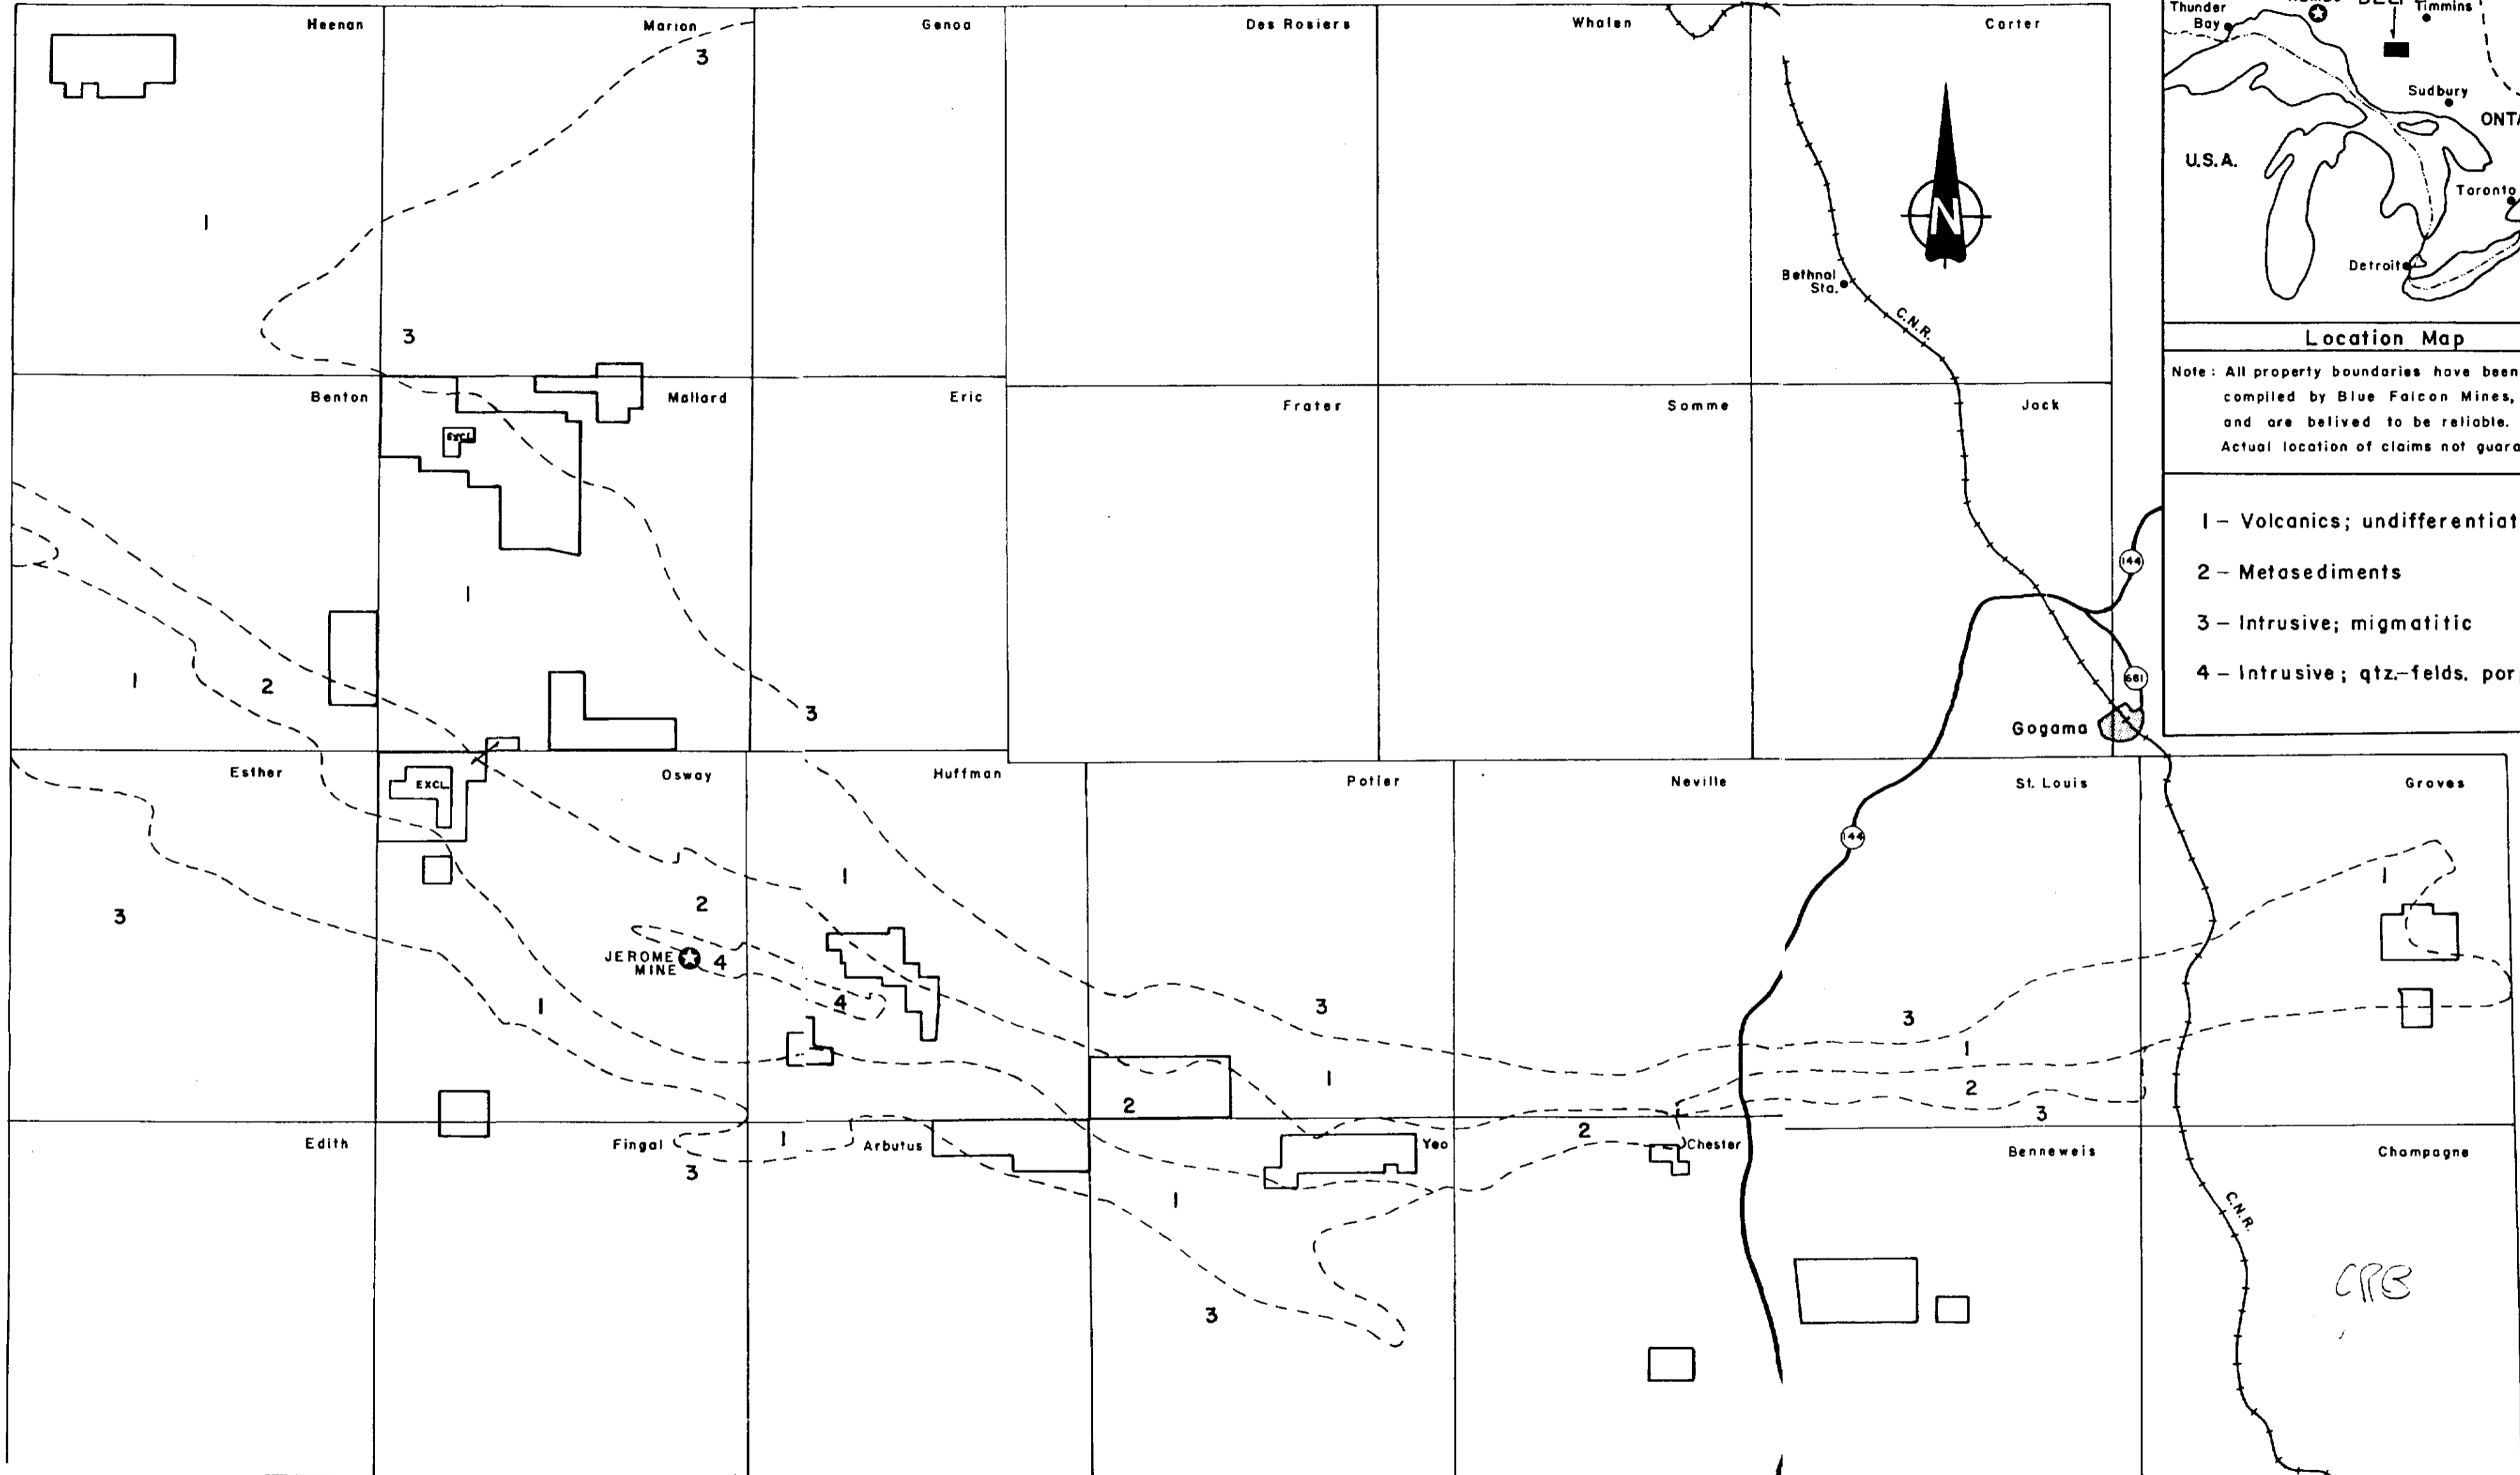 Heenan
Marion
Genoa
Des Rosiers
Whalen
Carter
3
1
3
N
Bethnal
Sta.
C.N.R.
Thunder
Bay
Timmins
Sudbury
U.S.A.
Toronto
Detroit
Location Map
Note : All property boundaries have been
compiled by Blue Falcon Mines,
and are belived to be reliable.
Actual location of claims not
1 – Volcanics;
2 – Metasediments
3 – Intrusive; migmatitic
4 – Intrusive; qtz.-felds.
Benton
Mallard
Eric
Frater
Somme
Jack
EXCL
1
1
2
3
144
661
Gogama
Esther
Osway
Huffman
Potier
Neville
St. Louis
Groves
EXCL.
144
1
1
2
3
JEROME
MINE
4
4
1
3
3
1
1
2
2
3
Edith
Fingal
1
Arbutus
Yeo
2
Chester
Benneweis
Champagne
3
1
3
C.N.R.